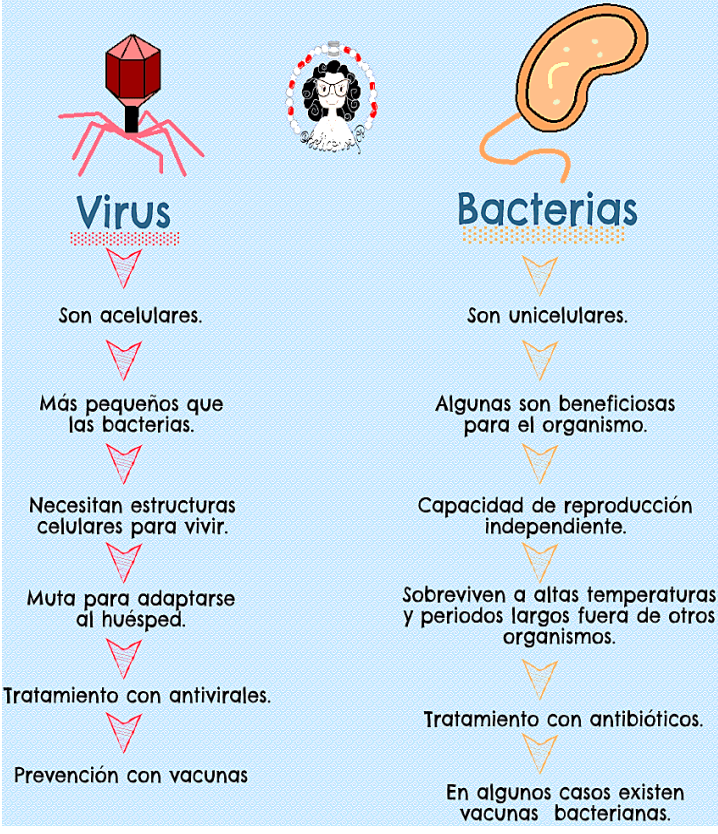 Virus
Son acelulares.
Más pequeños que
las bacterias.
Necesitan estructuras
celulares para vivir.
Muta para adaptarse
al huésped.
Tratamiento con antivirales.
Prevención con vacunas
Bacterias
Son unicelulares.
Algunas son beneficiosas
para el organismo.
Capacidad de reproducción
independiente.
Sobreviven a altas temperaturas
y periodos largos fuera de otros
organismos.
Tratamiento con antibióticos.
En algunos casos existen
vacunas bacterianas.